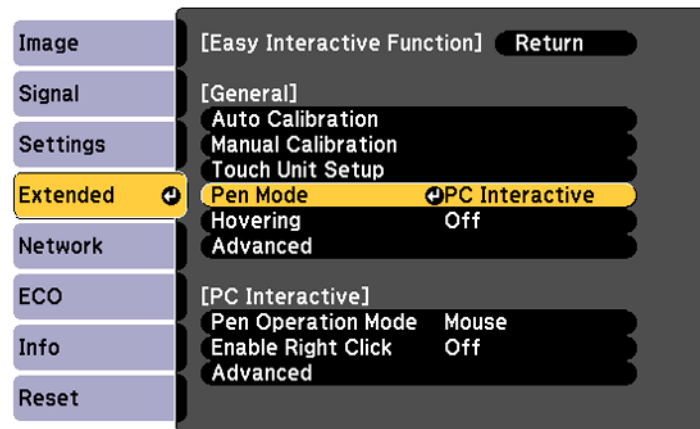 Image
Signal
Settings
Extended
Network
ECO
Info
Reset
[Easy Interactive Function] Return
[General]
Auto Calibration
Manual Calibration
Touch Unit Setup
Pen Mode PC Interactive
Hovering Off
Advanced
[PC Interactive]
Pen Operation Mode Mouse
Enable Right Click Off
Advanced